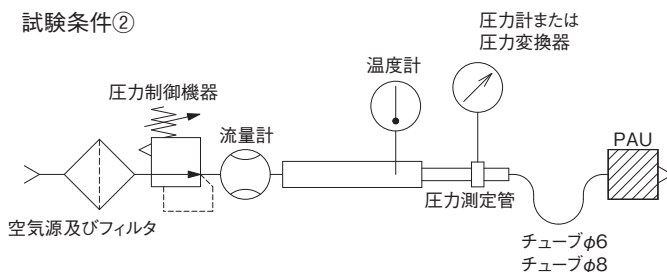 試験条件②
圧力計または
圧力変換器
温度計
圧力制御機器
流量計
PAU
空気源及びフィルタ
圧力測定管
チューブφ6
チューブφ8